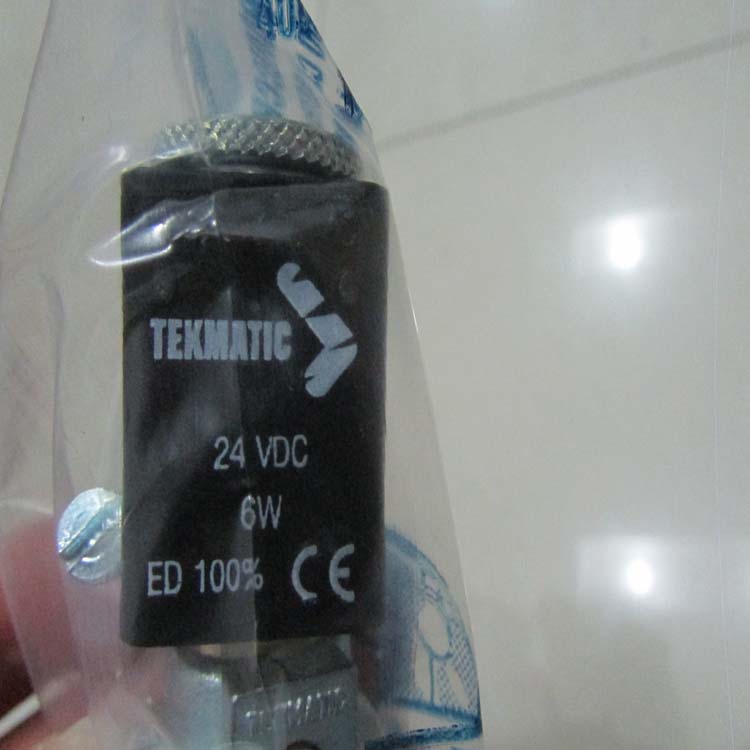 TEKMATIC
24 VDC
6W
ED 100% CE